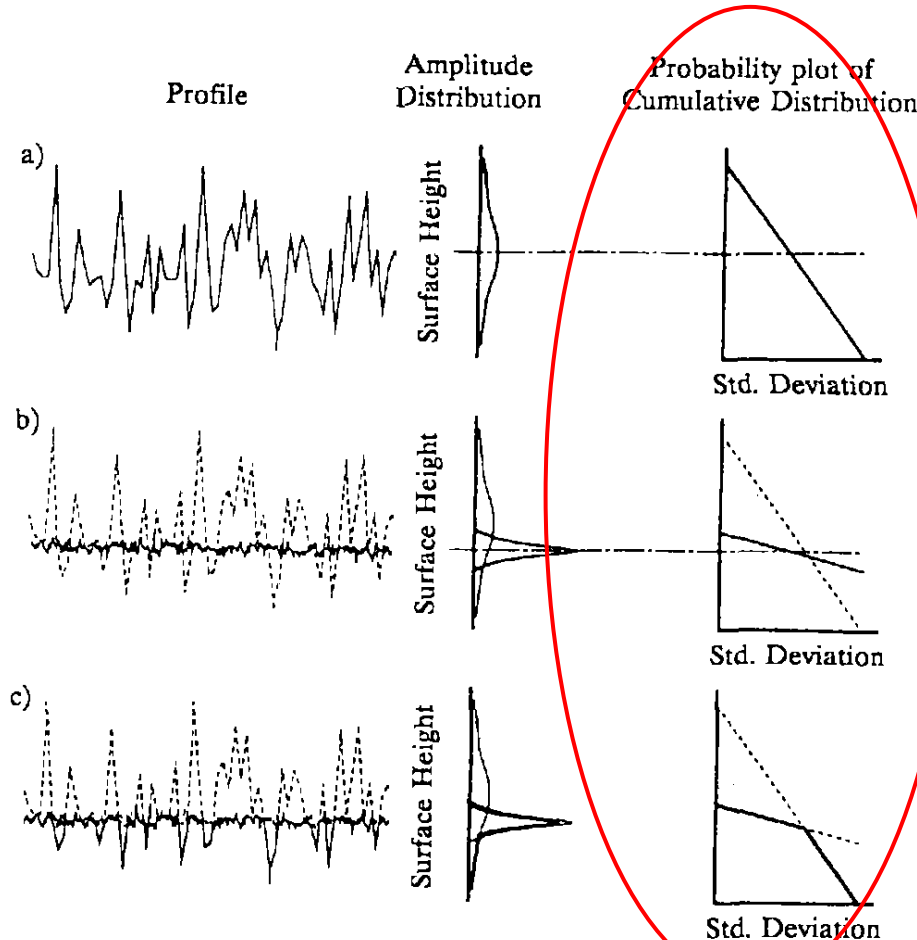 Profile
Amplitude
Distribution
Probability plot of
Cumulative Distribution
a)
Surface Height
Std. Deviation
b)
Surface Height
Std. Deviation
c)
Surface Height
Std. Deviation